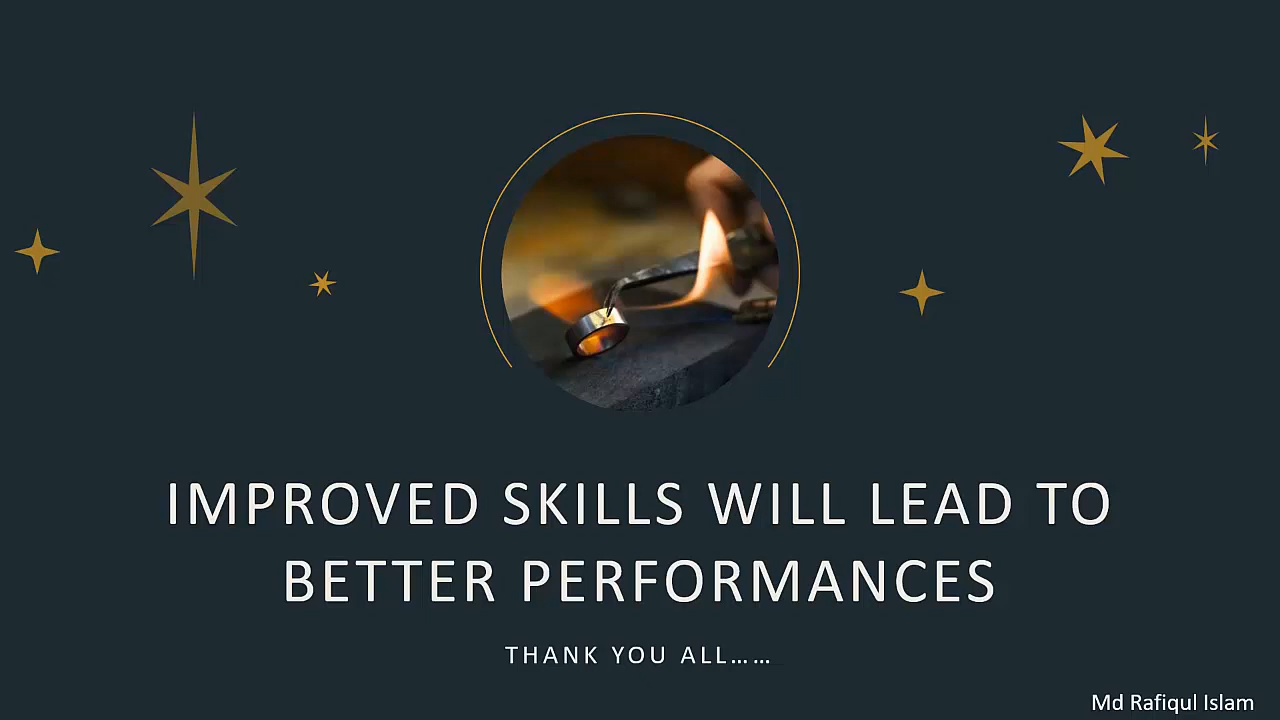 IMPROVED SKILLS WILL LEAD TO
BETTER PERFORMANCES
THANK YOU ALL……
Md Rafiqul Islam